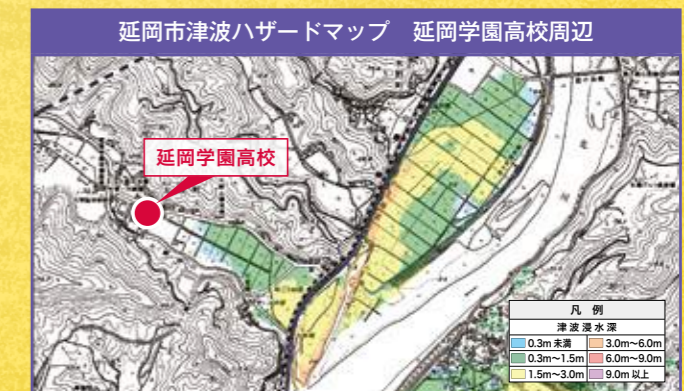 延岡市津波ハザードマップ　延岡学園高校周辺
延岡学園高校
凡 例
津波浸水深
0.3m 未満
3.0m～6.0m
0.3m～1.5m
6.0m～9.0m
1.5m～3.0m
9.0m 以上